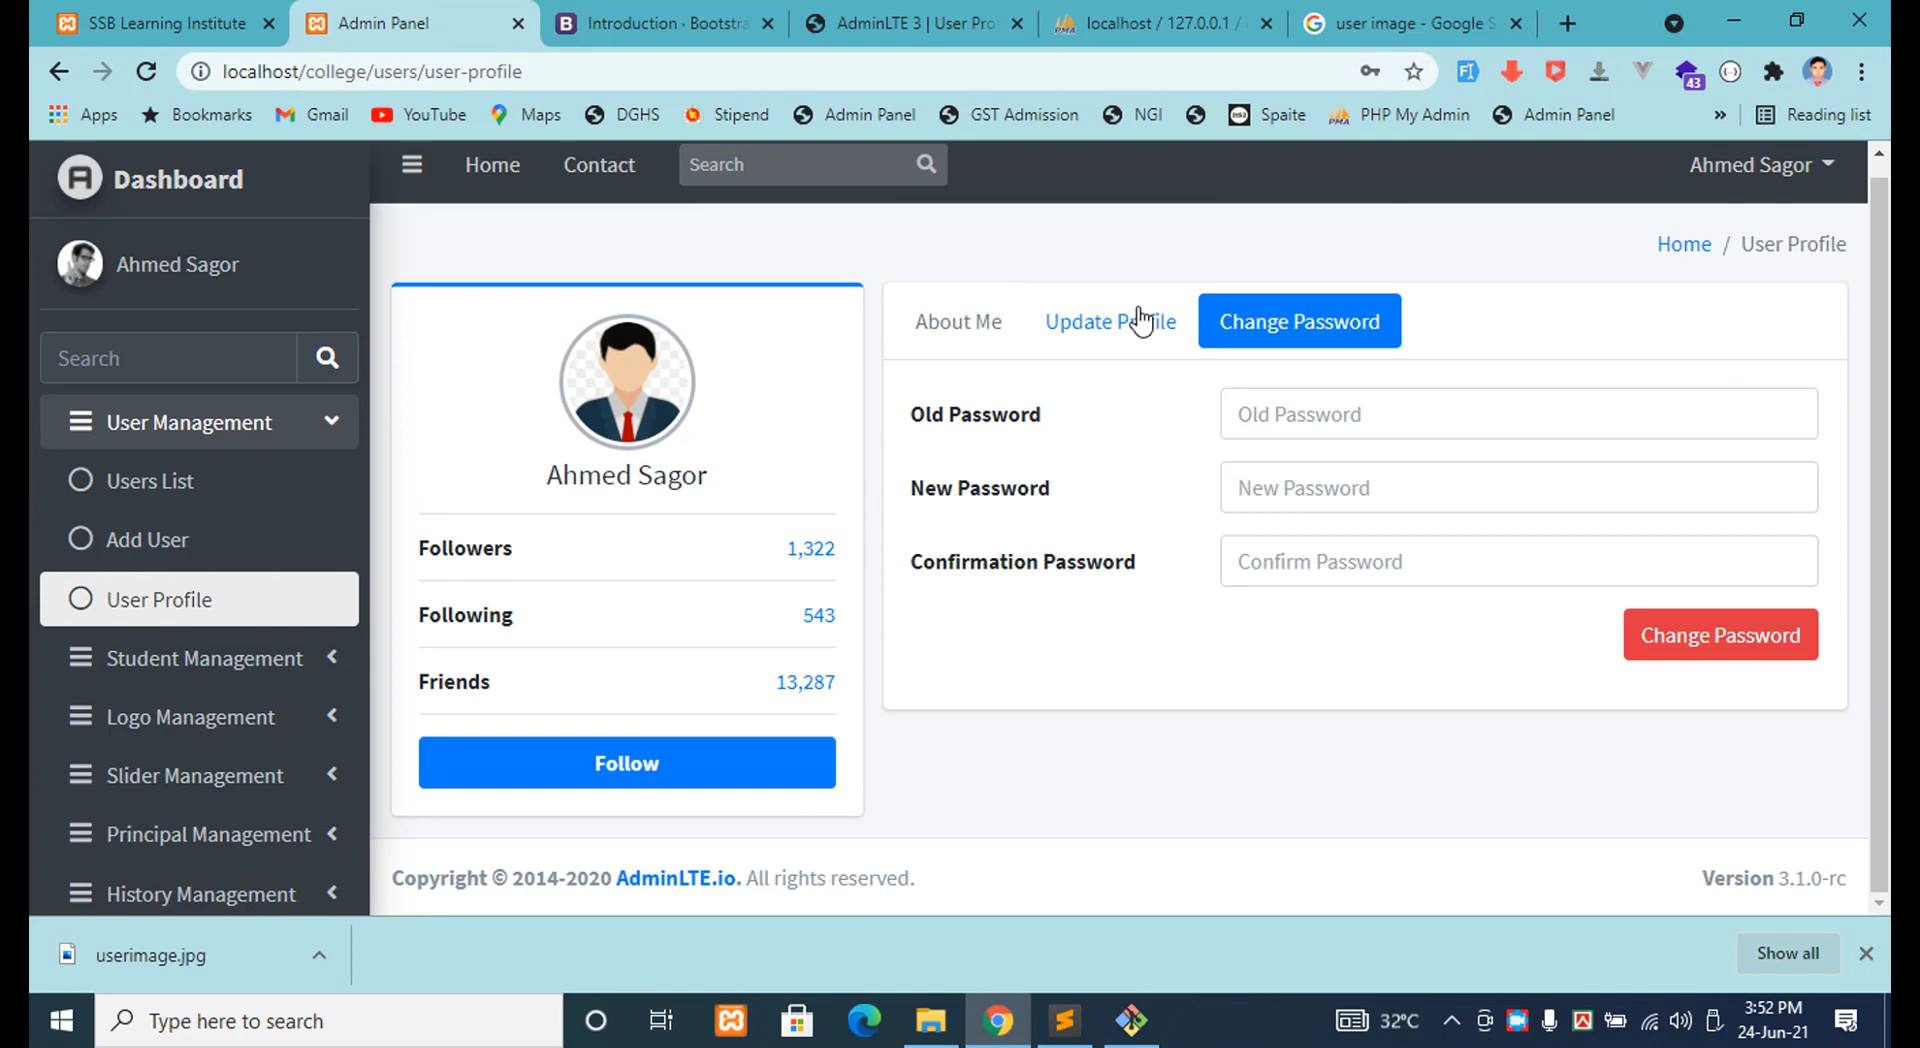 SSB Learning Institute
Admin Panel
Introduction · Bootstra
AdminLTE 3 | User Pro
localhost / 127.0.0.1 /
user image - Google S
localhost/college/users/user-profile
43
Apps
Bookmarks
Gmail
YouTube
Maps
DGHS
Stipend
Admin Panel
GST Admission
NGI
Spaite
PHP My Admin
Admin Panel
»
Reading list
Dashboard
Home
Contact
Search
Ahmed Sagor
Ahmed Sagor
Home / User Profile
Search
About Me
Update Profile
Change Password
User Management
Users List
Add User
User Profile
Student Management
Logo Management
Slider Management
Principal Management
History Management
Ahmed Sagor
Followers 1,322
Following 543
Friends 13,287
Follow
Old Password
Old Password
New Password
New Password
Confirmation Password
Confirm Password
Change Password
Copyright © 2014-2020 AdminLTE.io. All rights reserved.
Version 3.1.0-rc
userimage.jpg
Show all
Type here to search
32°C
3:52 PM
24-Jun-21